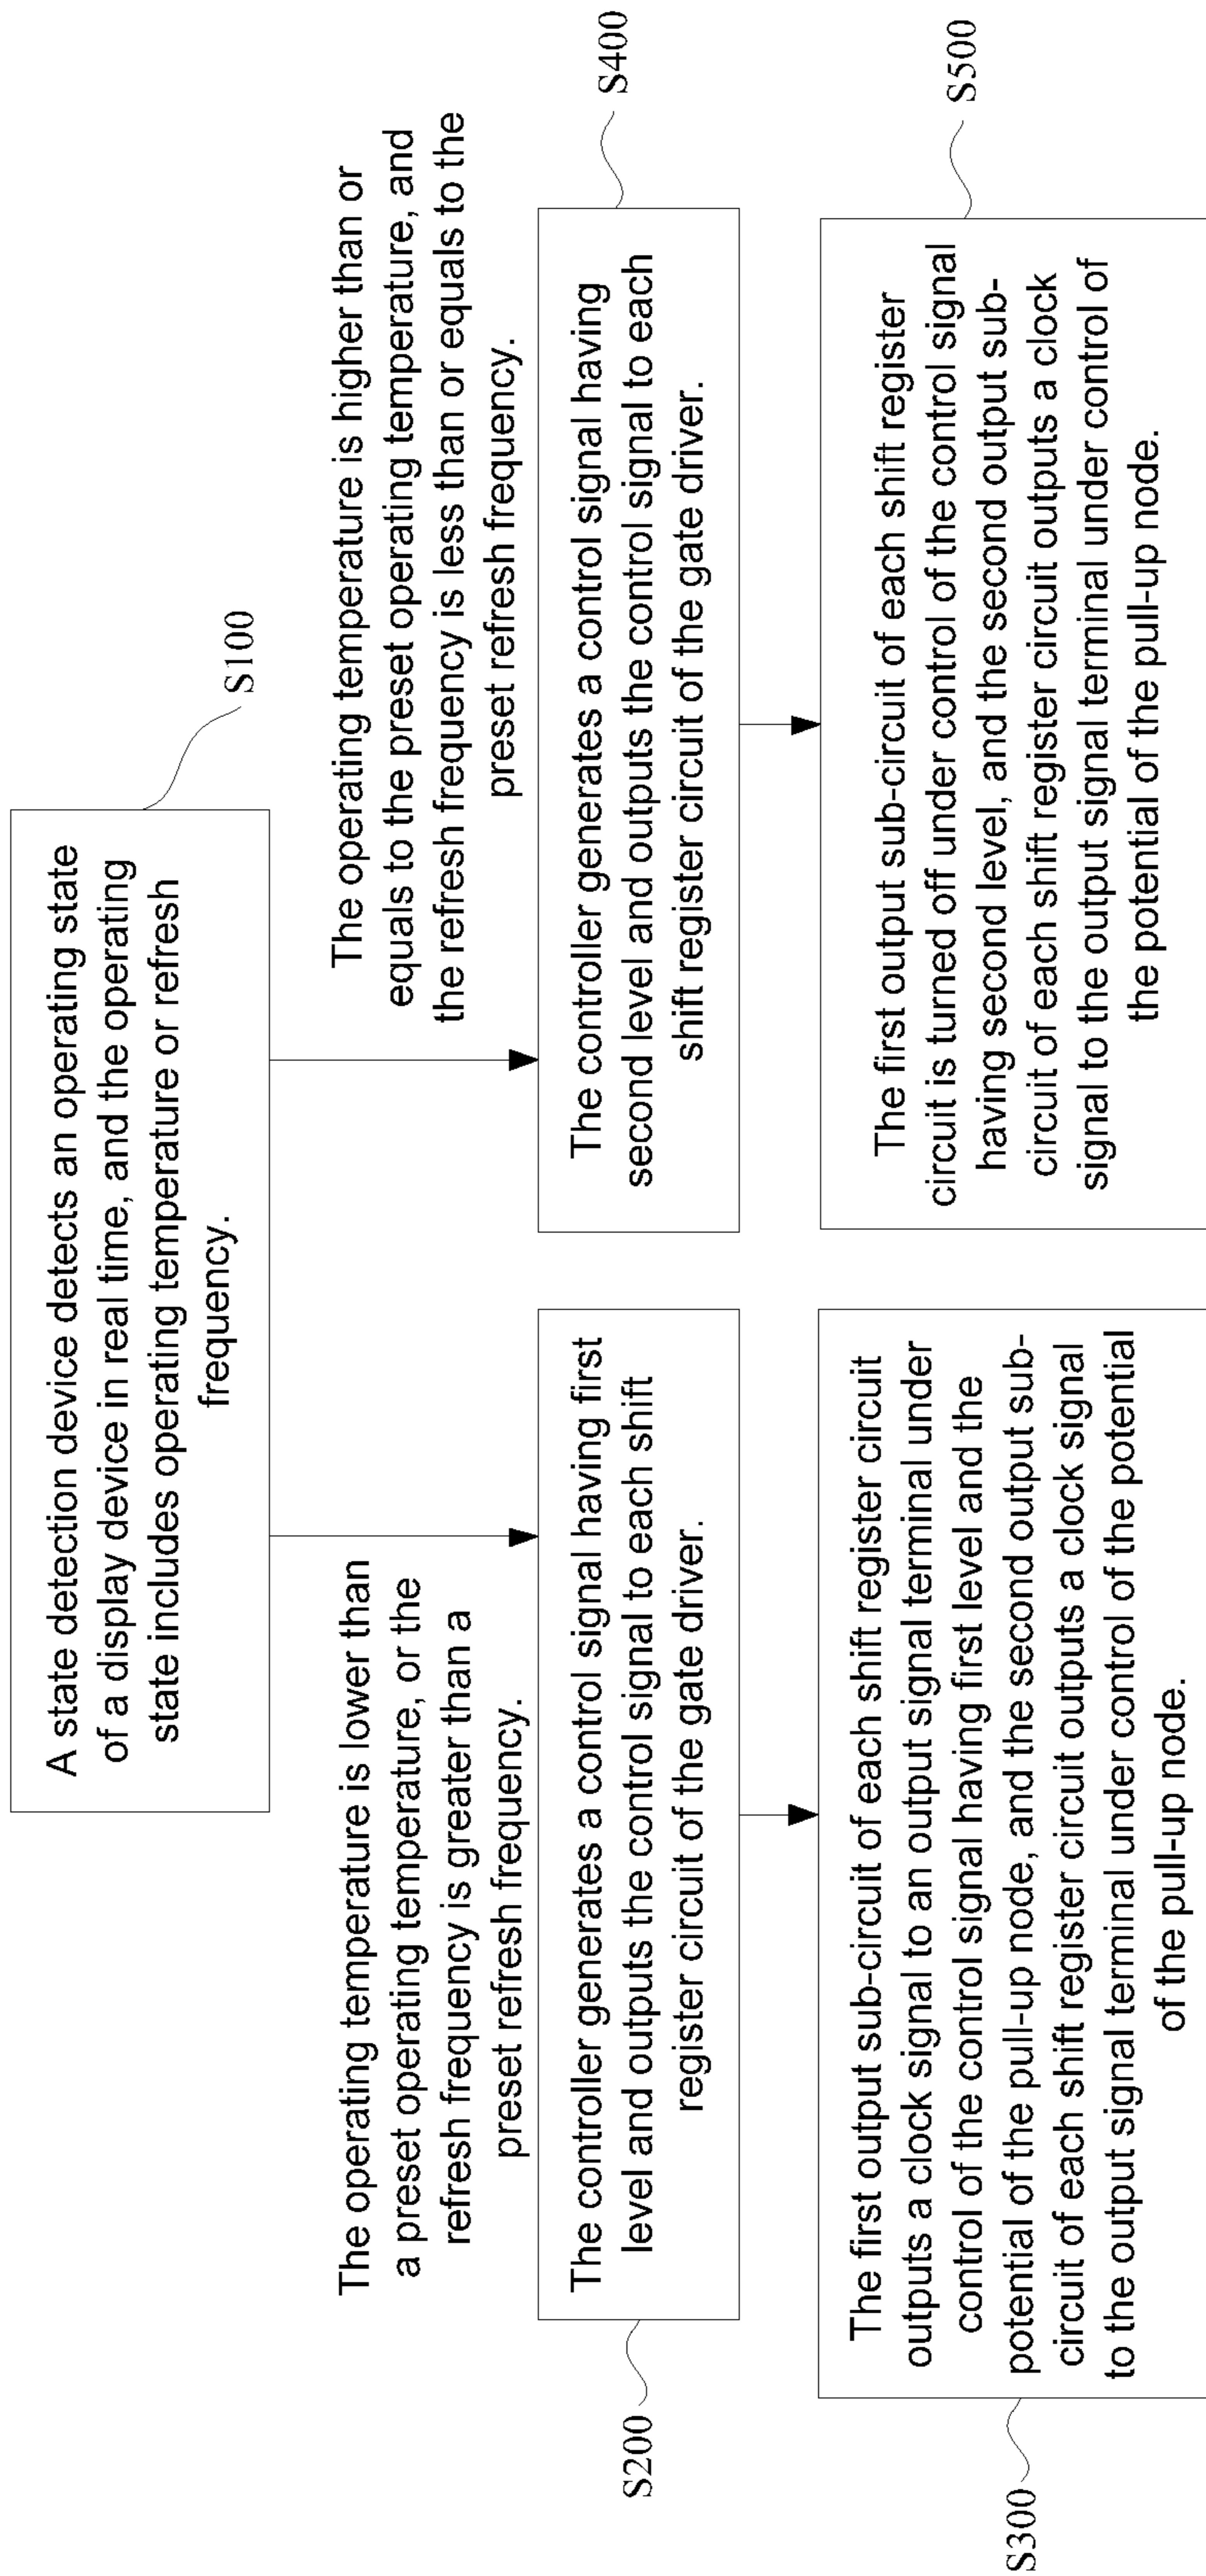 A state detection device detects an operating state
of a display device in real time, and the operating
state includes operating temperature or refresh
frequency.
S100
The operating temperature is lower than
a preset operating temperature, or the
refresh frequency is greater than a
preset refresh frequency.
The operating temperature is higher than or
equals to the preset operating temperature, and
the refresh frequency is less than or equals to the
preset refresh frequency.
S200
The controller generates a control signal having first
level and outputs the control signal to each shift
register circuit of the gate driver.
The controller generates a control signal having
second level and outputs the control signal to each
shift register circuit of the gate driver.
S400
S300
The first output sub-circuit of each shift register circuit
outputs a clock signal to an output signal terminal under
control of the control signal having first level and the
potential of the pull-up node, and the second output sub-
circuit of each shift register circuit outputs a clock signal
to the output signal terminal under control of the potential
of the pull-up node.
The first output sub-circuit of each shift register
circuit is turned off under control of the control signal
having second level, and the second output sub-
circuit of each shift register circuit outputs a clock
signal to the output signal terminal under control of
the potential of the pull-up node.
S500